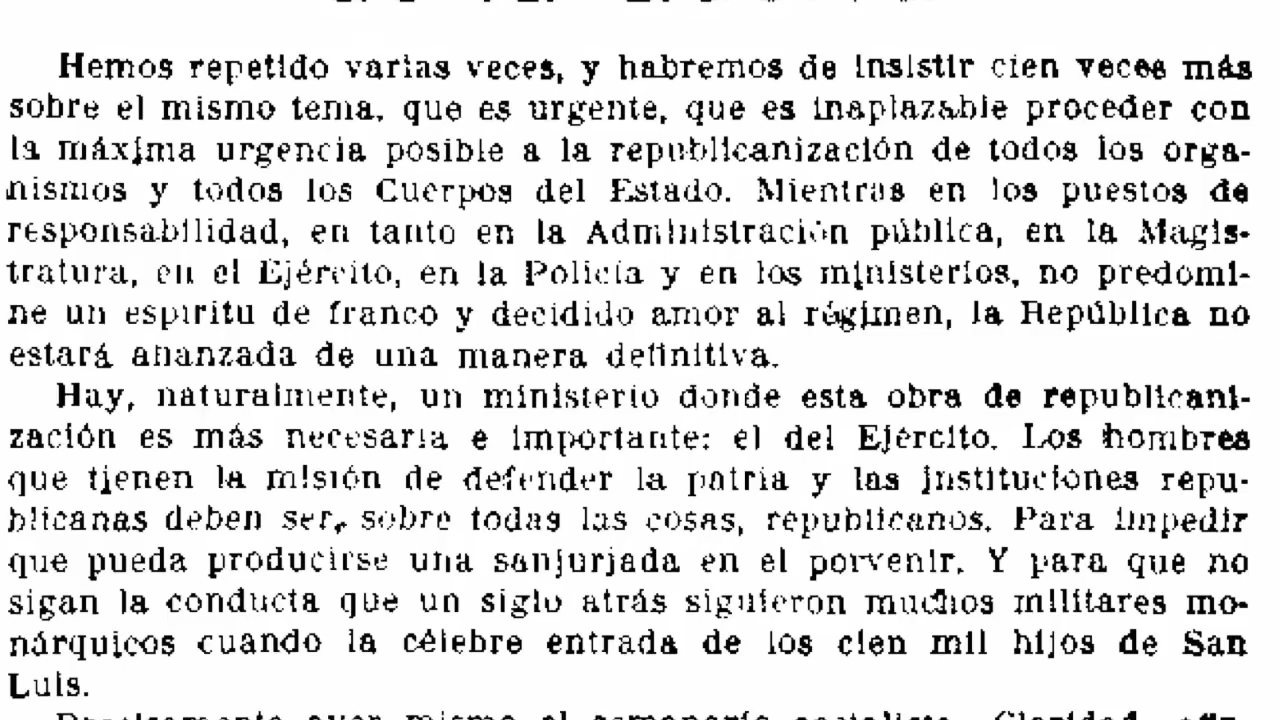 Hemos repetido varias veces, y habremos de insistir cien veces más
sobre el mismo tema, que es urgente, que es inaplazable proceder con
la máxima urgencia posible a la republicanización de todos los orga-
nismos y todos los Cuerpos del Estado. Mientras en los puestos de
responsabilidad, en tanto en la Administración pública, en la Magis-
tratura, en el Ejército, en la Policía y en los ministerios, no predomi-
ne un espíritu de franco y decidido amor al régimen, la República no
estará afianzada de una manera definitiva.
Hay, naturalmente, un ministerio donde esta obra de republicani-
zación es más necesaria e importante: el del Ejército. Los hombres
que tienen la misión de defender la patria y las instituciones repu-
blicanas deben ser, sobre todas las cosas, republicanos. Para impedir
que pueda producirse una sanjurjada en el porvenir. Y para que no
sigan la conducta que un siglo atrás siguieron muchos militares mo-
nárquicos cuando la célebre entrada de los cien mil hijos de San
Luis.